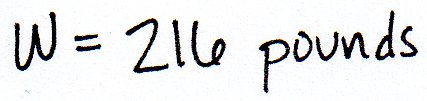 W = 216 pounds